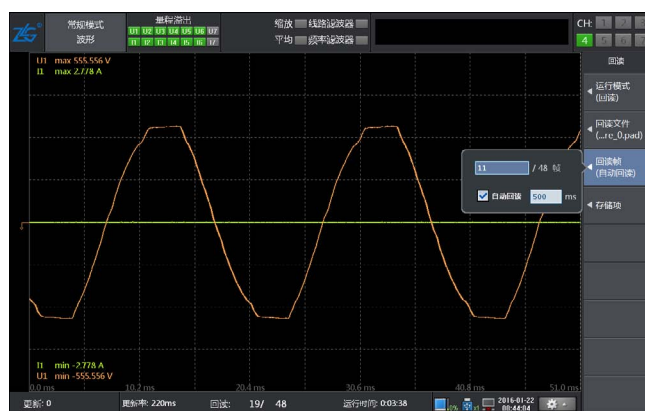 ZLG
常规模式
波形
量程溢出
U1 U2 U3 U4 U5 U6 U7
I1 I2 I3 I4 I5 I6 I7
缩放 线路滤波器
平均 频率滤波器
CH: 1 2 3
4 5 6 7
U1 max 555.556 V
I1 max 2.778 A
回读
运行模式
(回读)
回读文件
(...re_0.pad)
11 / 48 帧
自动回读 500 ms
回读帧
(自动回读)
存储项
I1 min -2.778 A
U1 min -555.556 V
0.0 ms 10.2 ms 20.4 ms 30.6 ms 40.8 ms 51.0 ms
更新: 0 更新率: 220ms 回读: 19/ 48 运行时间: 0:03:38 0% x1 2016-01-22
00:44:04